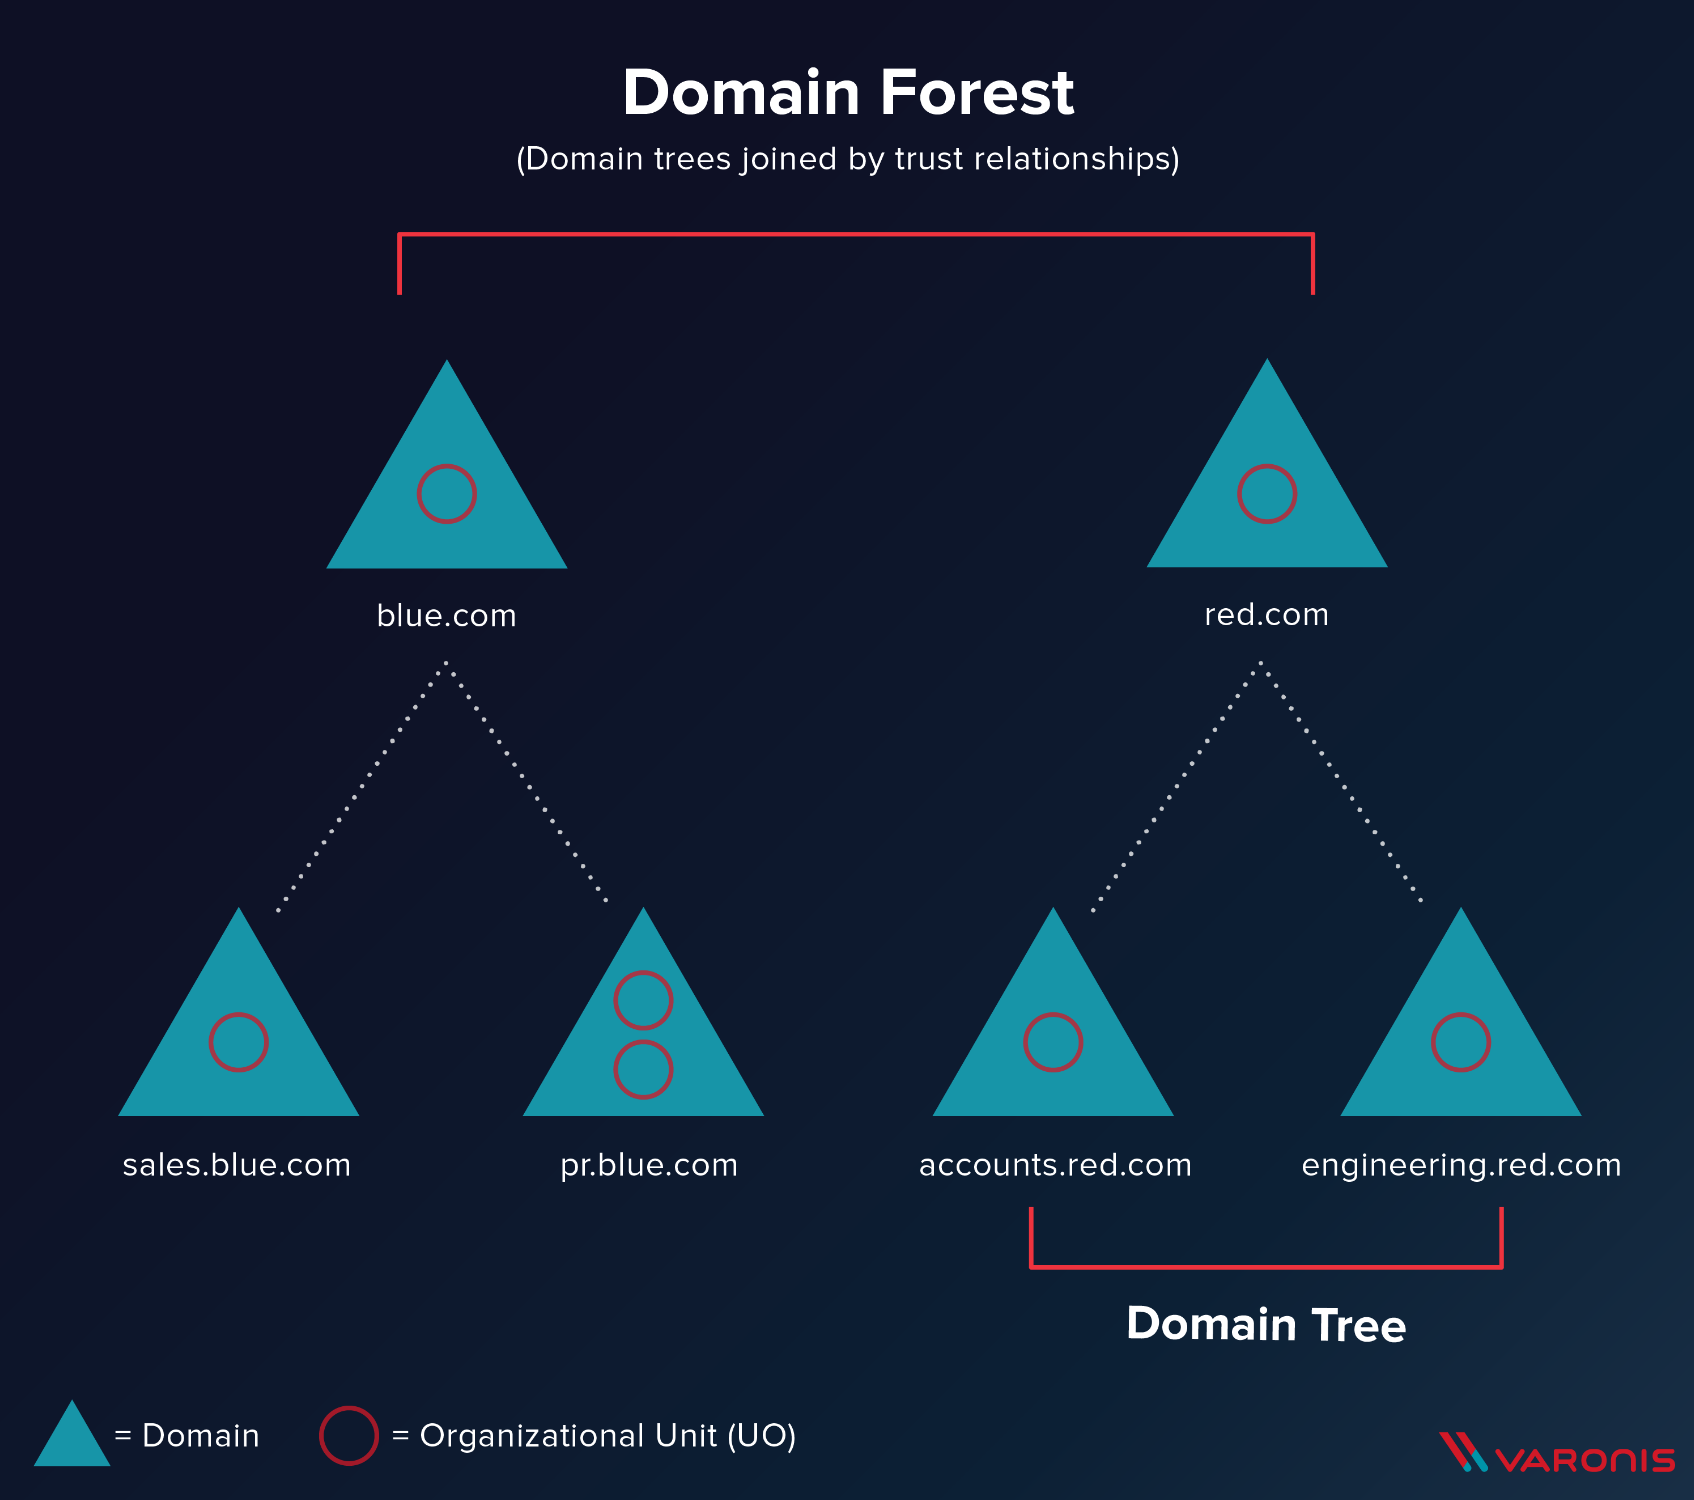 Domain Forest
(Domain trees joined by trust relationships)
blue.com
red.com
sales.blue.com
pr.blue.com
accounts.red.com
engineering.red.com
Domain Tree
= Domain
= Organizational Unit (UO)
VARONIS